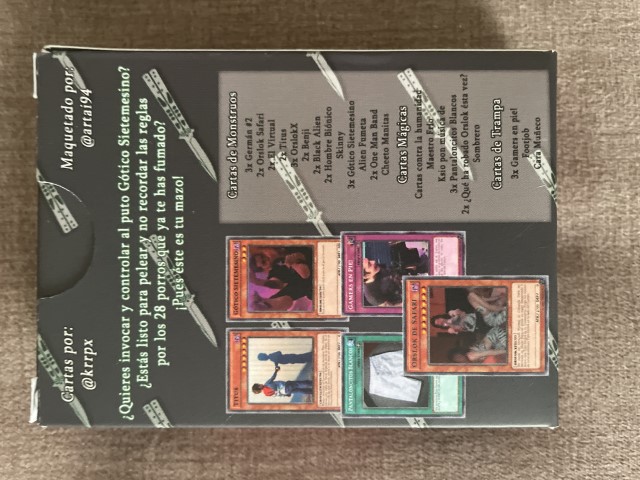 Cartas por:
@krrpx
Maquetado por:
@artai94
¿Quieres invocar y controlar al puto Gótico Sietemesino?
¿Estás listo para pelear y no recordar las reglas
por los 28 porros que ya te has fumado?
¡Pues éste es tu mazo!
Titus
Gótico Sietemesino
Pantaloncitos Blancos
Gamers en Pie!
Orslok de Safari
Cartas de Monstruos
3x Germán #2
2x Orslok Safari
2x El Virtual
2x Tirus
3x OrslokX
2x Benji
2x Black Alien
2x Hombre Biónico
Skinny
3x Gótico Sietemesino
Alien Fumeta
2x One Man Band
Cheeto Manitas
Cartas Mágicas
Cartas contra la humanidad
Maestro Frío
Ksio pon música de
3x Pantaloncitos Blancos
2x ¿Qué ha robado Orslok ésta vez?
Sombrero
Cartas de Trampa
3x Gamers en pie!
Footjob
Cara Muñeco